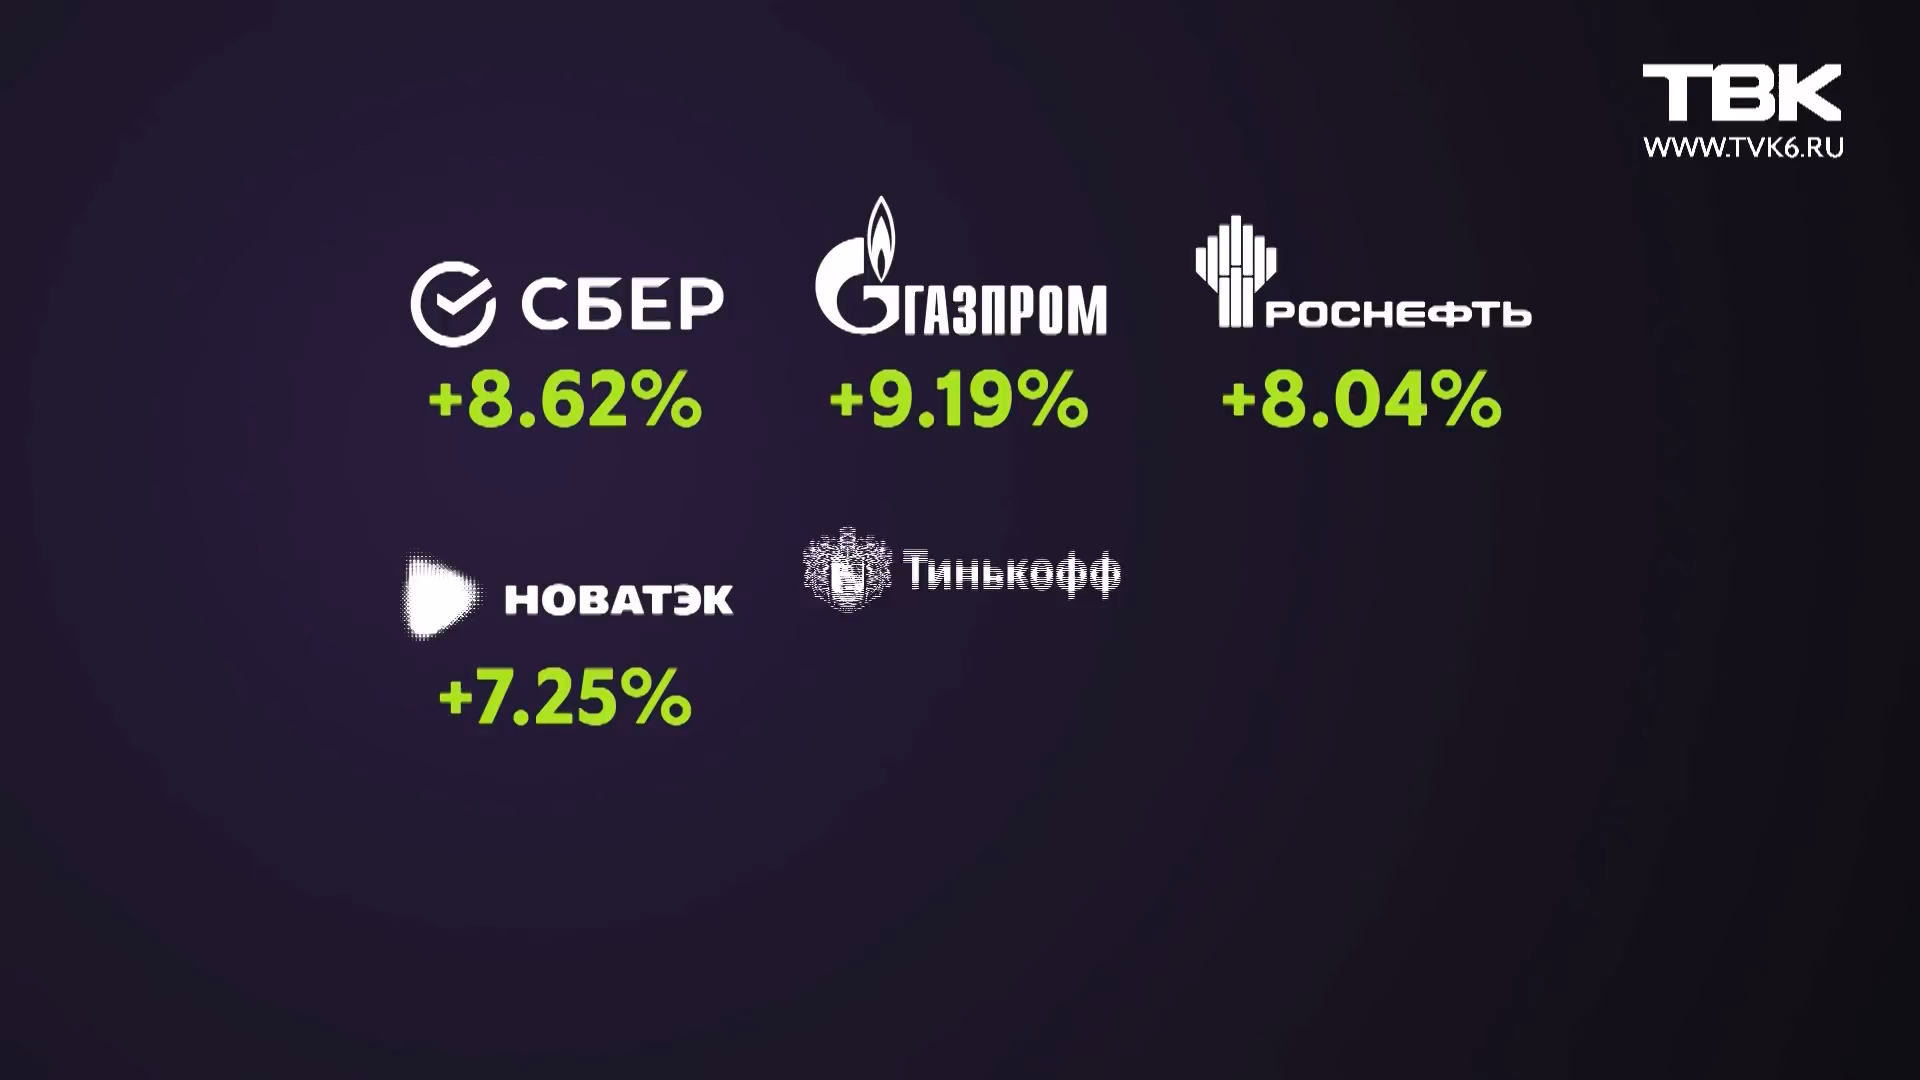 ТВК
WWW.TVK6.RU
СБЕР
ГАЗПРОМ
РОСНЕФТЬ
+8.62%
+9.19%
+8.04%
НОВАТЭК
Тинькофф
+7.25%